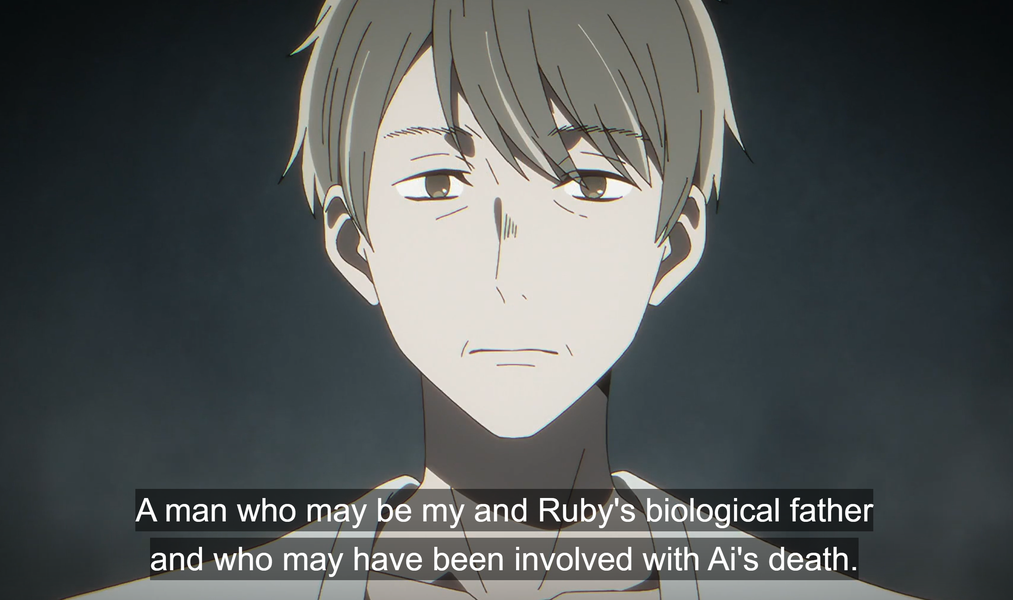 A man who may be my and Ruby's biological father
and who may have been involved with Ai's death.